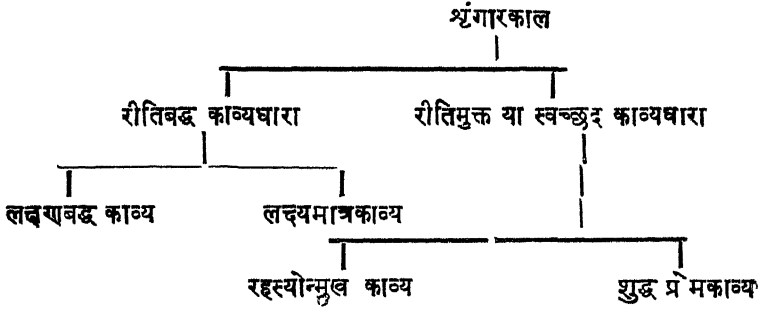 शृंगारकाल
रीतिबद्ध काव्यधारा रीतिमुक्त या स्वच्छंद काव्यधारा
लक्षणबद्ध काव्य लक्ष्यमात्रकाव्य
रहस्योन्मुख काव्य शुद्ध प्रेमकाव्य